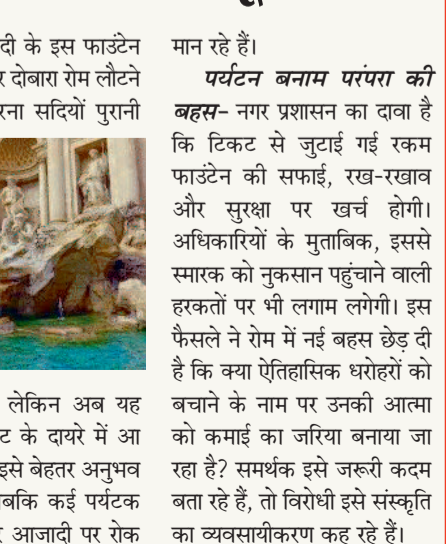 दी के इस फाउंटेन
दोबारा रोम लौटने
रना सदियों पुरानी
लेकिन अब यह
ट के दायरे में आ
इसे बेहतर अनुभव
बकि कई पर्यटक
आजादी पर रोक
मान रहे हैं।
पर्यटन बनाम परंपरा की
बहस– नगर प्रशासन का दावा है
कि टिकट से जुटाई गई रकम
फाउंटेन की सफाई, रख-रखाव
और सुरक्षा पर खर्च होगी।
अधिकारियों के मुताबिक, इससे
स्मारक को नुकसान पहुंचाने वाली
हरकतों पर भी लगाम लगेगी। इस
फैसले ने रोम में नई बहस छेड़ दी
है कि क्या ऐतिहासिक धरोहरों को
बचाने के नाम पर उनकी आत्मा
को कमाई का जरिया बनाया जा
रहा है? समर्थक इसे जरूरी कदम
बता रहे हैं, तो विरोधी इसे संस्कृति
का व्यवसायीकरण कह रहे हैं।